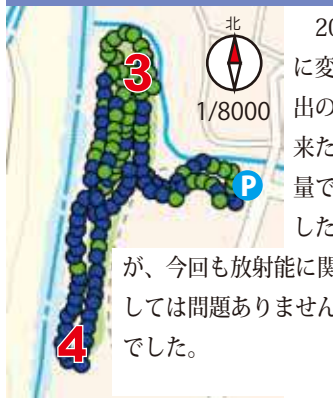 北
1/8000
3
P
4
20
に変
出の
来た
量で
した
が、今回も放射能に関
しては問題ありません
でした。